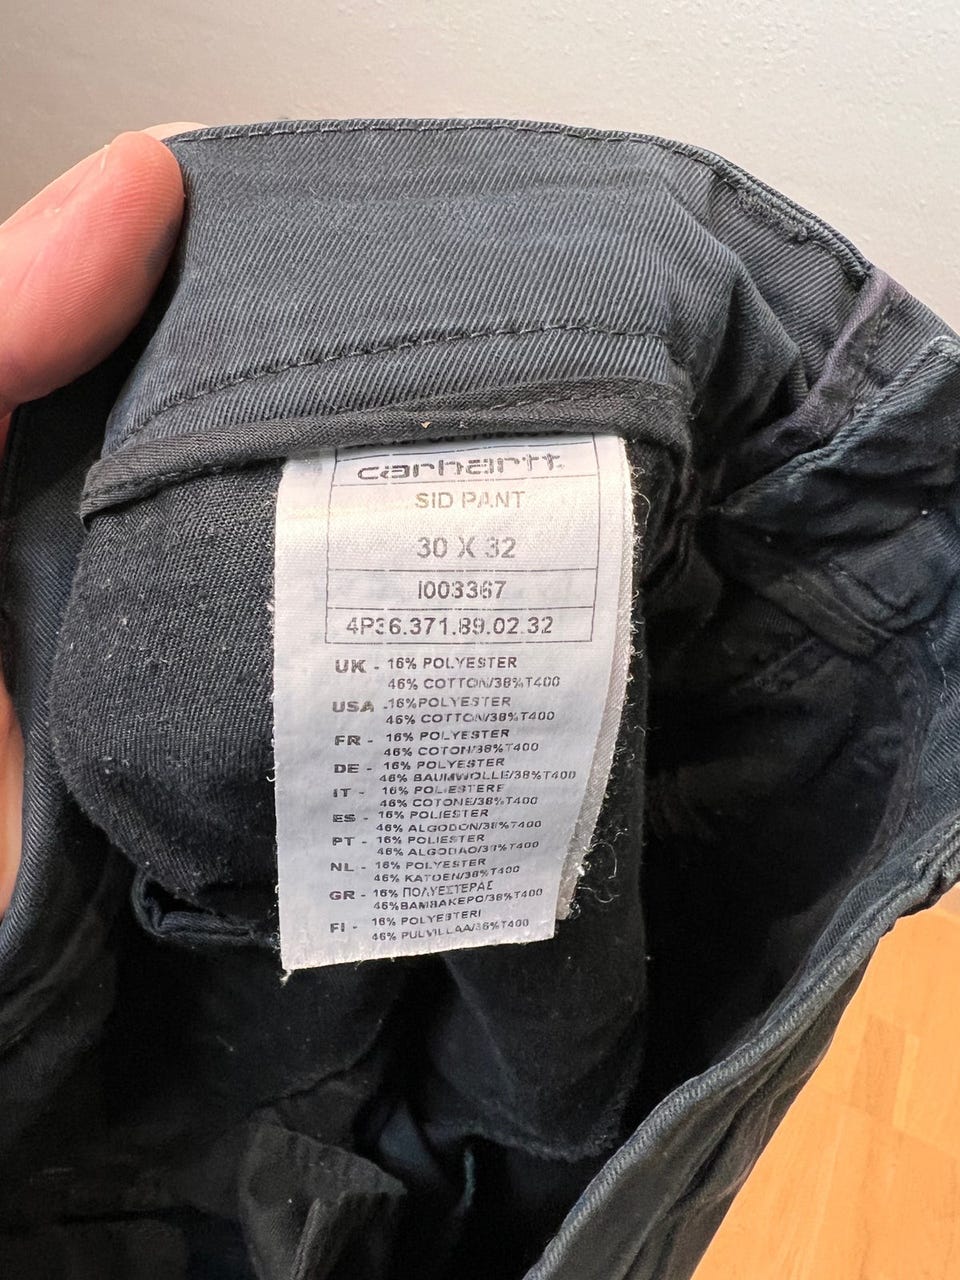 carhartt
SID PANT
30 X 32
I003367
4P36.371.89.02.32
UK - 16% POLYESTER
46% COTTON/38%T400
USA - 16%POLYESTER
46% COTTON/38%T400
FR - 16% POLYESTER
46% COTON/38%T400
DE - 16% POLYESTER
46% BAUMWOLLE/38%T400
IT - 16% POLIESTERE
46% COTONE/38%T400
ES - 16% POLIESTER
46% ALGODON/38%T400
PT - 16% POLIESTER
46% ALGODAO/38%T400
NL - 16% POLYESTER
46% KATOEN/38%T400
GR - 16% ΠΟΛΥΕΣΤΕΡΑΣ
46%ΒΑΜΒΑΚΕΡΟ/38%T400
FI - 16% POLYESTERI
46% PUUVILLAA/38%T400